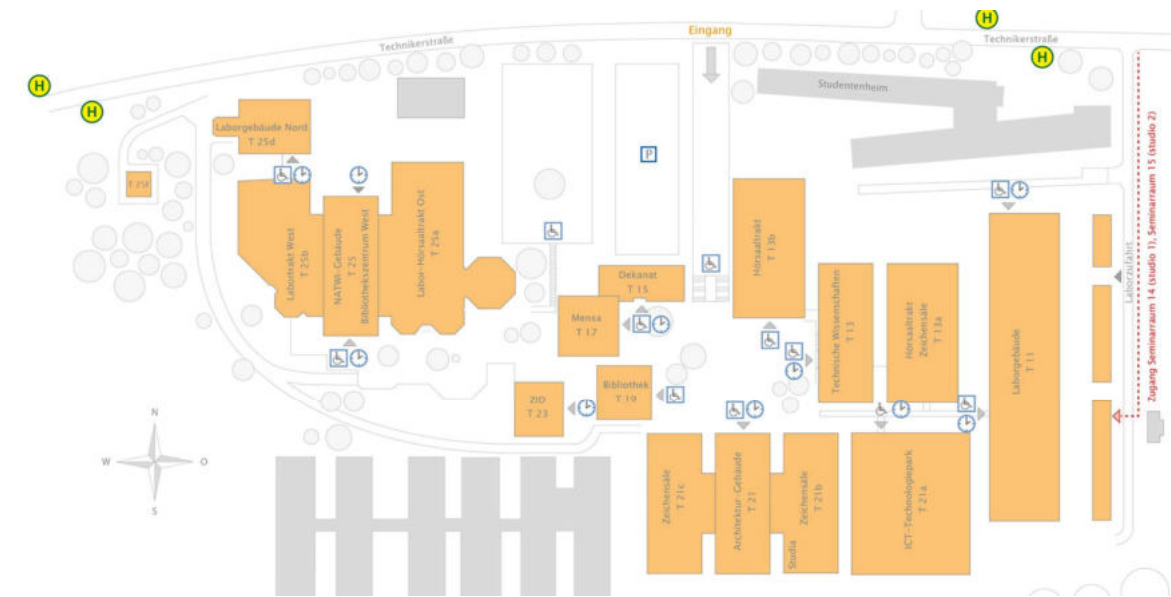 H
Eingang
Technikerstraße
Technikerstraße
H
H
H
Studentenheim
Laborgebäude Nord
T 25d
P
T 25F
Labortrakt West
T 25b
NATWI-Gebäude
T 25
Bibliothekszentrum West
Labor-Hörsaaltrakt Ost
T 25a
Hörsaaltrakt
T 13b
Dekanat
T 15
Mensa
T 17
Technische Wissenschaften
T 13
Hörsaaltrakt
Zeichensäle
T 13a
Laborgebäude
T 11
Laborzufahrt
Zugang Seminarraum 14 (studio 1), Seminarraum 15 (studio 2)
ZID
T 23
Bibliothek
T 19
N
W
O
S
Zeichensäle
T 21c
Architektur-Gebäude
T 21
Studia
Zeichensäle
T 21b
ICT-Technologiepark
T 21a